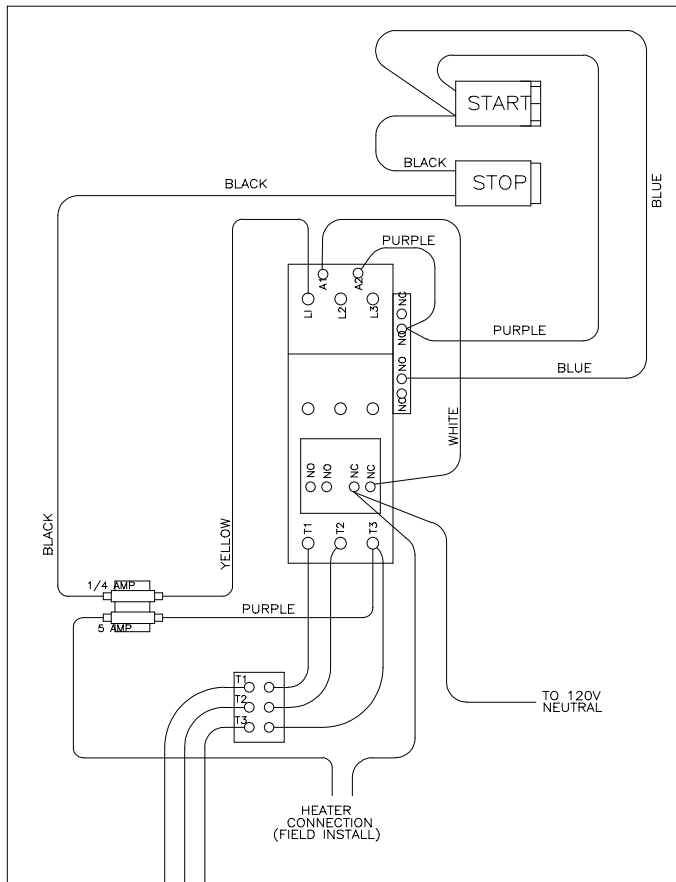 START
BLACK
STOP
BLACK
BLUE
PURPLE
A1
A2
L1
L2
L3
NC
NO
PURPLE
NO
BLUE
NO
WHITE
NO
NO
NC
NC
BLACK
YELLOW
T1
T2
T3
1/4 AMP
PURPLE
5 AMP
T1
T2
T3
TO 120V
NEUTRAL
HEATER
CONNECTION
(FIELD INSTALL)